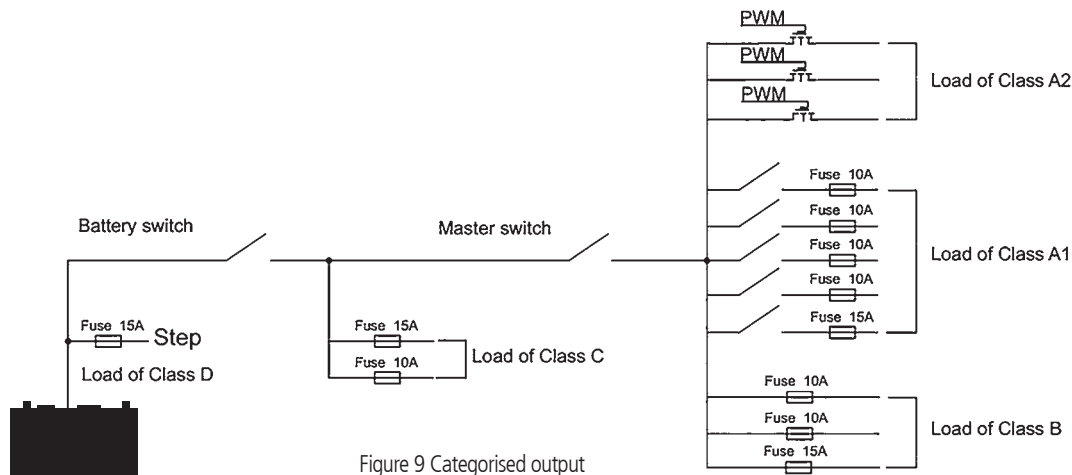 PWM
PWM
PWM
Load of Class A2
Fuse 10A
Fuse 10A
Fuse 10A
Fuse 10A
Fuse 15A
Load of Class A1
Battery switch
Master switch
Fuse 15A
Step
Load of Class D
Fuse 15A
Fuse 10A
Load of Class C
Fuse 10A
Fuse 10A
Fuse 15A
Load of Class B
Figure 9 Categorised output